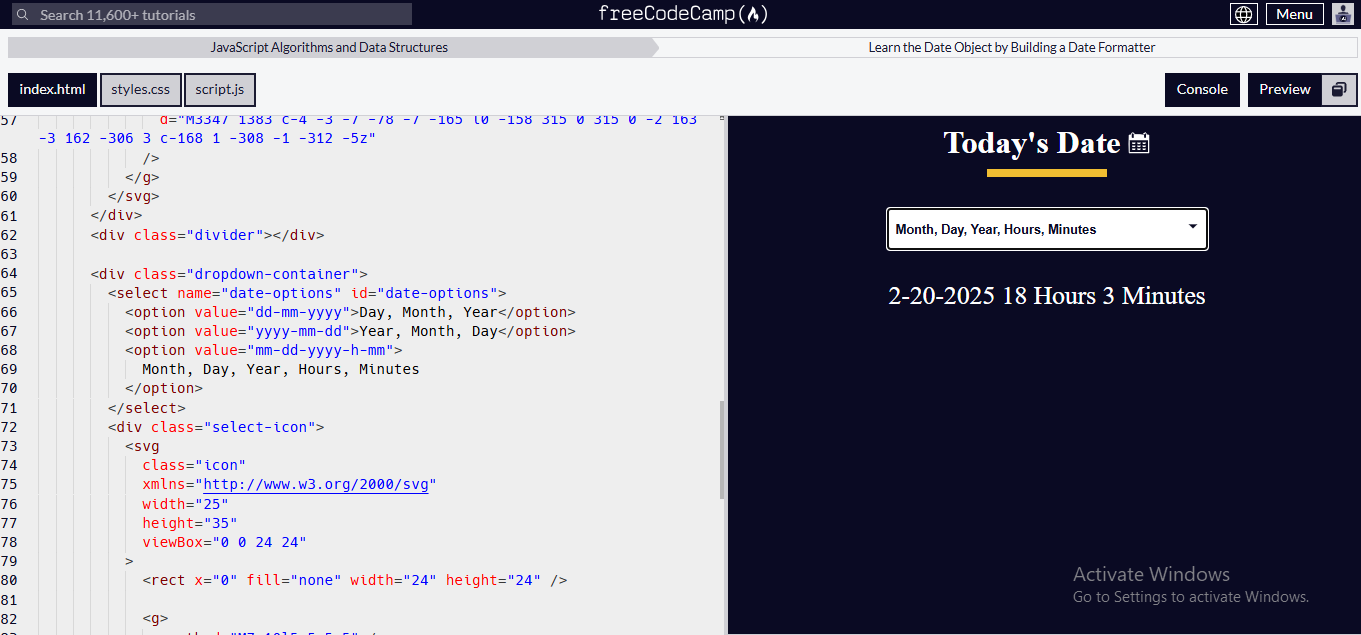 Search 11,600+ tutorials
freeCodeCamp
Menu
JavaScript Algorithms and Data Structures
Learn the Date Object by Building a Date Formatter
index.html
styles.css
script.js
Console
Preview
57 d="M3347 1383 c-4 -3 -7 -78 -7 -165 l0 -158 315 0 315 0 -2 163
-3 162 -306 3 c-168 1 -308 -1 -312 -5z"
58 />
59 </g>
60 </svg>
61 </div>
62 <div class="divider"></div>
63
64 <div class="dropdown-container">
65 <select name="date-options" id="date-options">
66 <option value="dd-mm-yyyy">Day, Month, Year</option>
67 <option value="yyyy-mm-dd">Year, Month, Day</option>
68 <option value="mm-dd-yyyy-h-mm">
69 Month, Day, Year, Hours, Minutes
70 </option>
71 </select>
72 <div class="select-icon">
73 <svg
74 class="icon"
75 xmlns="http://www.w3.org/2000/svg"
76 width="25"
77 height="35"
78 viewBox="0 0 24 24"
79 >
80 <rect x="0" fill="none" width="24" height="24" />
81
82 <g>
Today's Date
Month, Day, Year, Hours, Minutes
2-20-2025 18 Hours 3 Minutes
Activate Windows
Go to Settings to activate Windows.